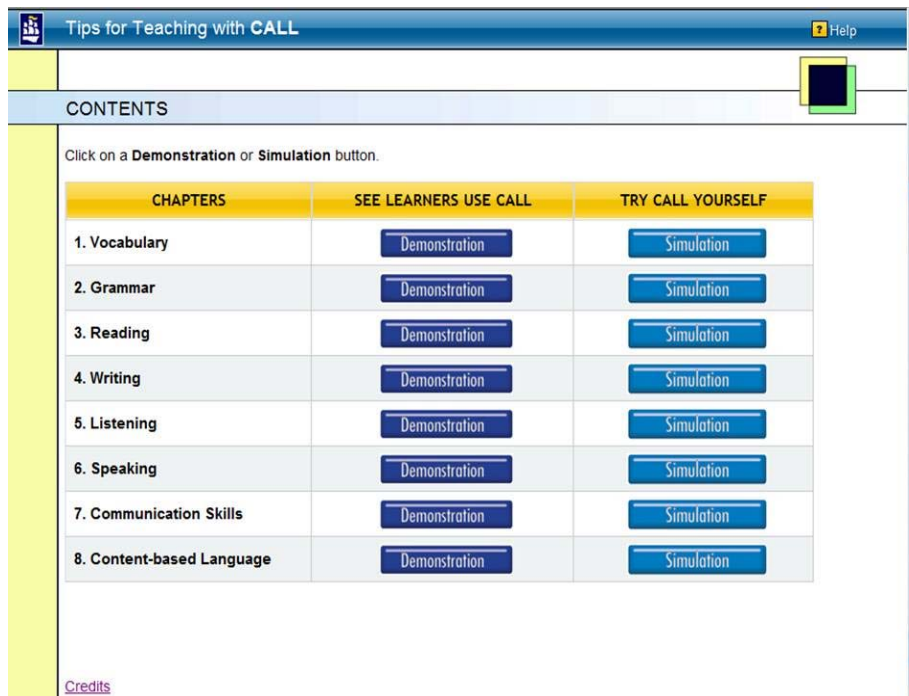 Tips for Teaching with CALL
? Help
CONTENTS
Click on a Demonstration or Simulation button.
CHAPTERS SEE LEARNERS USE CALL TRY CALL YOURSELF
1. Vocabulary Demonstration Simulation
2. Grammar Demonstration Simulation
3. Reading Demonstration Simulation
4. Writing Demonstration Simulation
5. Listening Demonstration Simulation
6. Speaking Demonstration Simulation
7. Communication Skills Demonstration Simulation
8. Content-based Language Demonstration Simulation
Credits